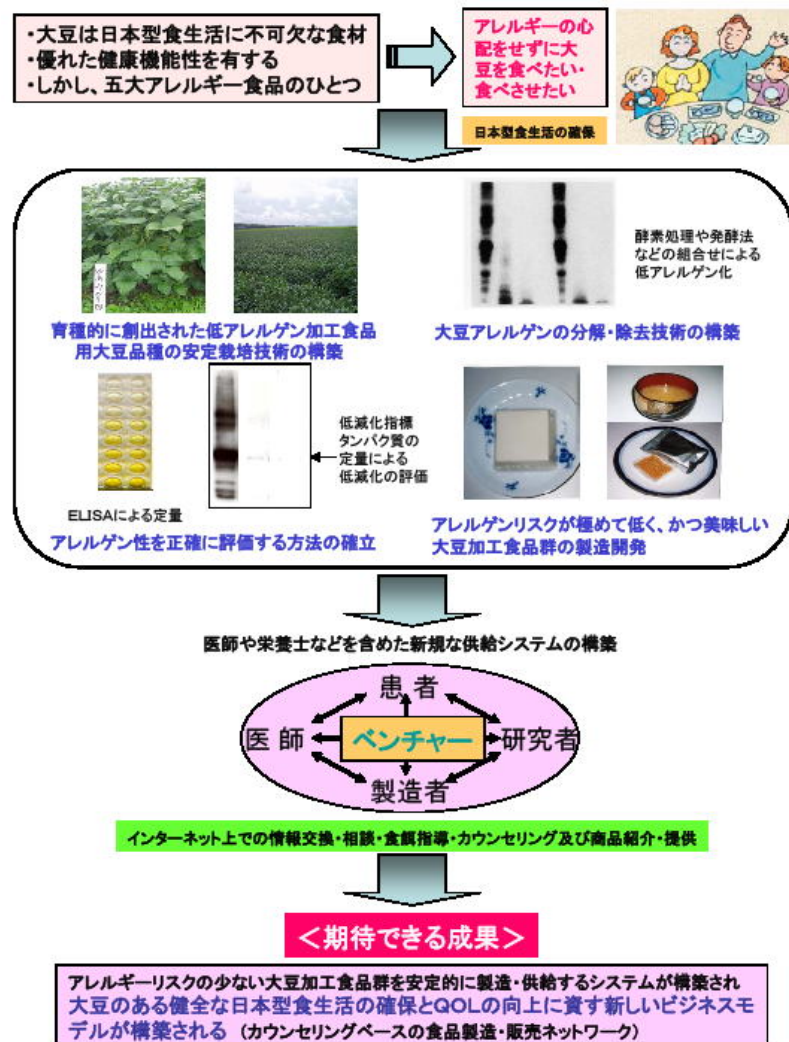 ・大豆は日本型食生活に不可欠な食材
・優れた健康機能性を有する
・しかし、五大アレルギー食品のひとつ
アレルギーの心
配をせずに大
豆を食べたい・
食べさせたい
日本型食生活の確保
育種的に創出された低アレルゲン加工食品
用大豆品種の安定栽培技術の構築
酵素処理や発酵法
などの組合せによる
低アレルゲン化
大豆アレルゲンの分解・除去技術の構築
低減化指標
タンパク質の
定量による
低減化の評価
ELISAによる定量
アレルゲン性を正確に評価する方法の確立
アレルゲンリスクが極めて低く、かつ美味しい
大豆加工食品群の製造開発
医師や栄養士などを含めた新規な供給システムの構築
患 者
医 師
ベンチャー
研究者
製造者
インターネット上での情報交換・相談・食餌指導・カウンセリング及び商品紹介・提供
＜期待できる成果＞
アレルギーリスクの少ない大豆加工食品群を安定的に製造・供給するシステムが構築され
大豆のある健全な日本型食生活の確保とQOLの向上に資す新しいビジネスモ
デルが構築される（カウンセリングベースの食品製造・販売ネットワーク）